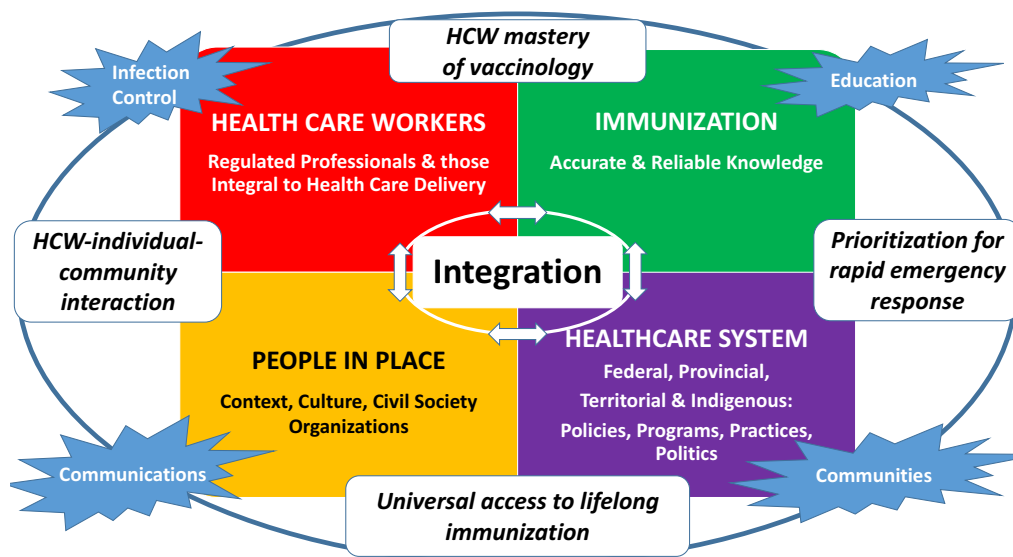 HCW mastery
of vaccinology
Infection
Control
Education
HEALTH CARE WORKERS
Regulated Professionals & those
Integral to Health Care Delivery
IMMUNIZATION
Accurate & Reliable Knowledge
HCW-individual-
community
interaction
Integration
Prioritization for
rapid emergency
response
PEOPLE IN PLACE
Context, Culture, Civil Society
Organizations
HEALTHCARE SYSTEM
Federal, Provincial,
Territorial & Indigenous:
Policies, Programs, Practices,
Politics
Communications
Communities
Universal access to lifelong
immunization